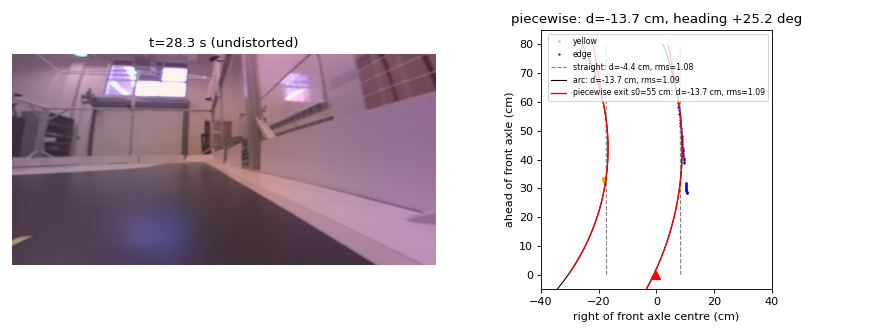 t=28.3 s (undistorted)
piecewise: d=-13.7 cm, heading +25.2 deg
yellow
edge
straight: d=-4.4 cm, rms=1.08
arc: d=-13.7 cm, rms=1.09
piecewise exit s0=55 cm: d=-13.7 cm, rms=1.09
ahead of front axle (cm)
80
70
60
50
40
30
20
10
0
−40
−20
0
20
40
right of front axle centre (cm)